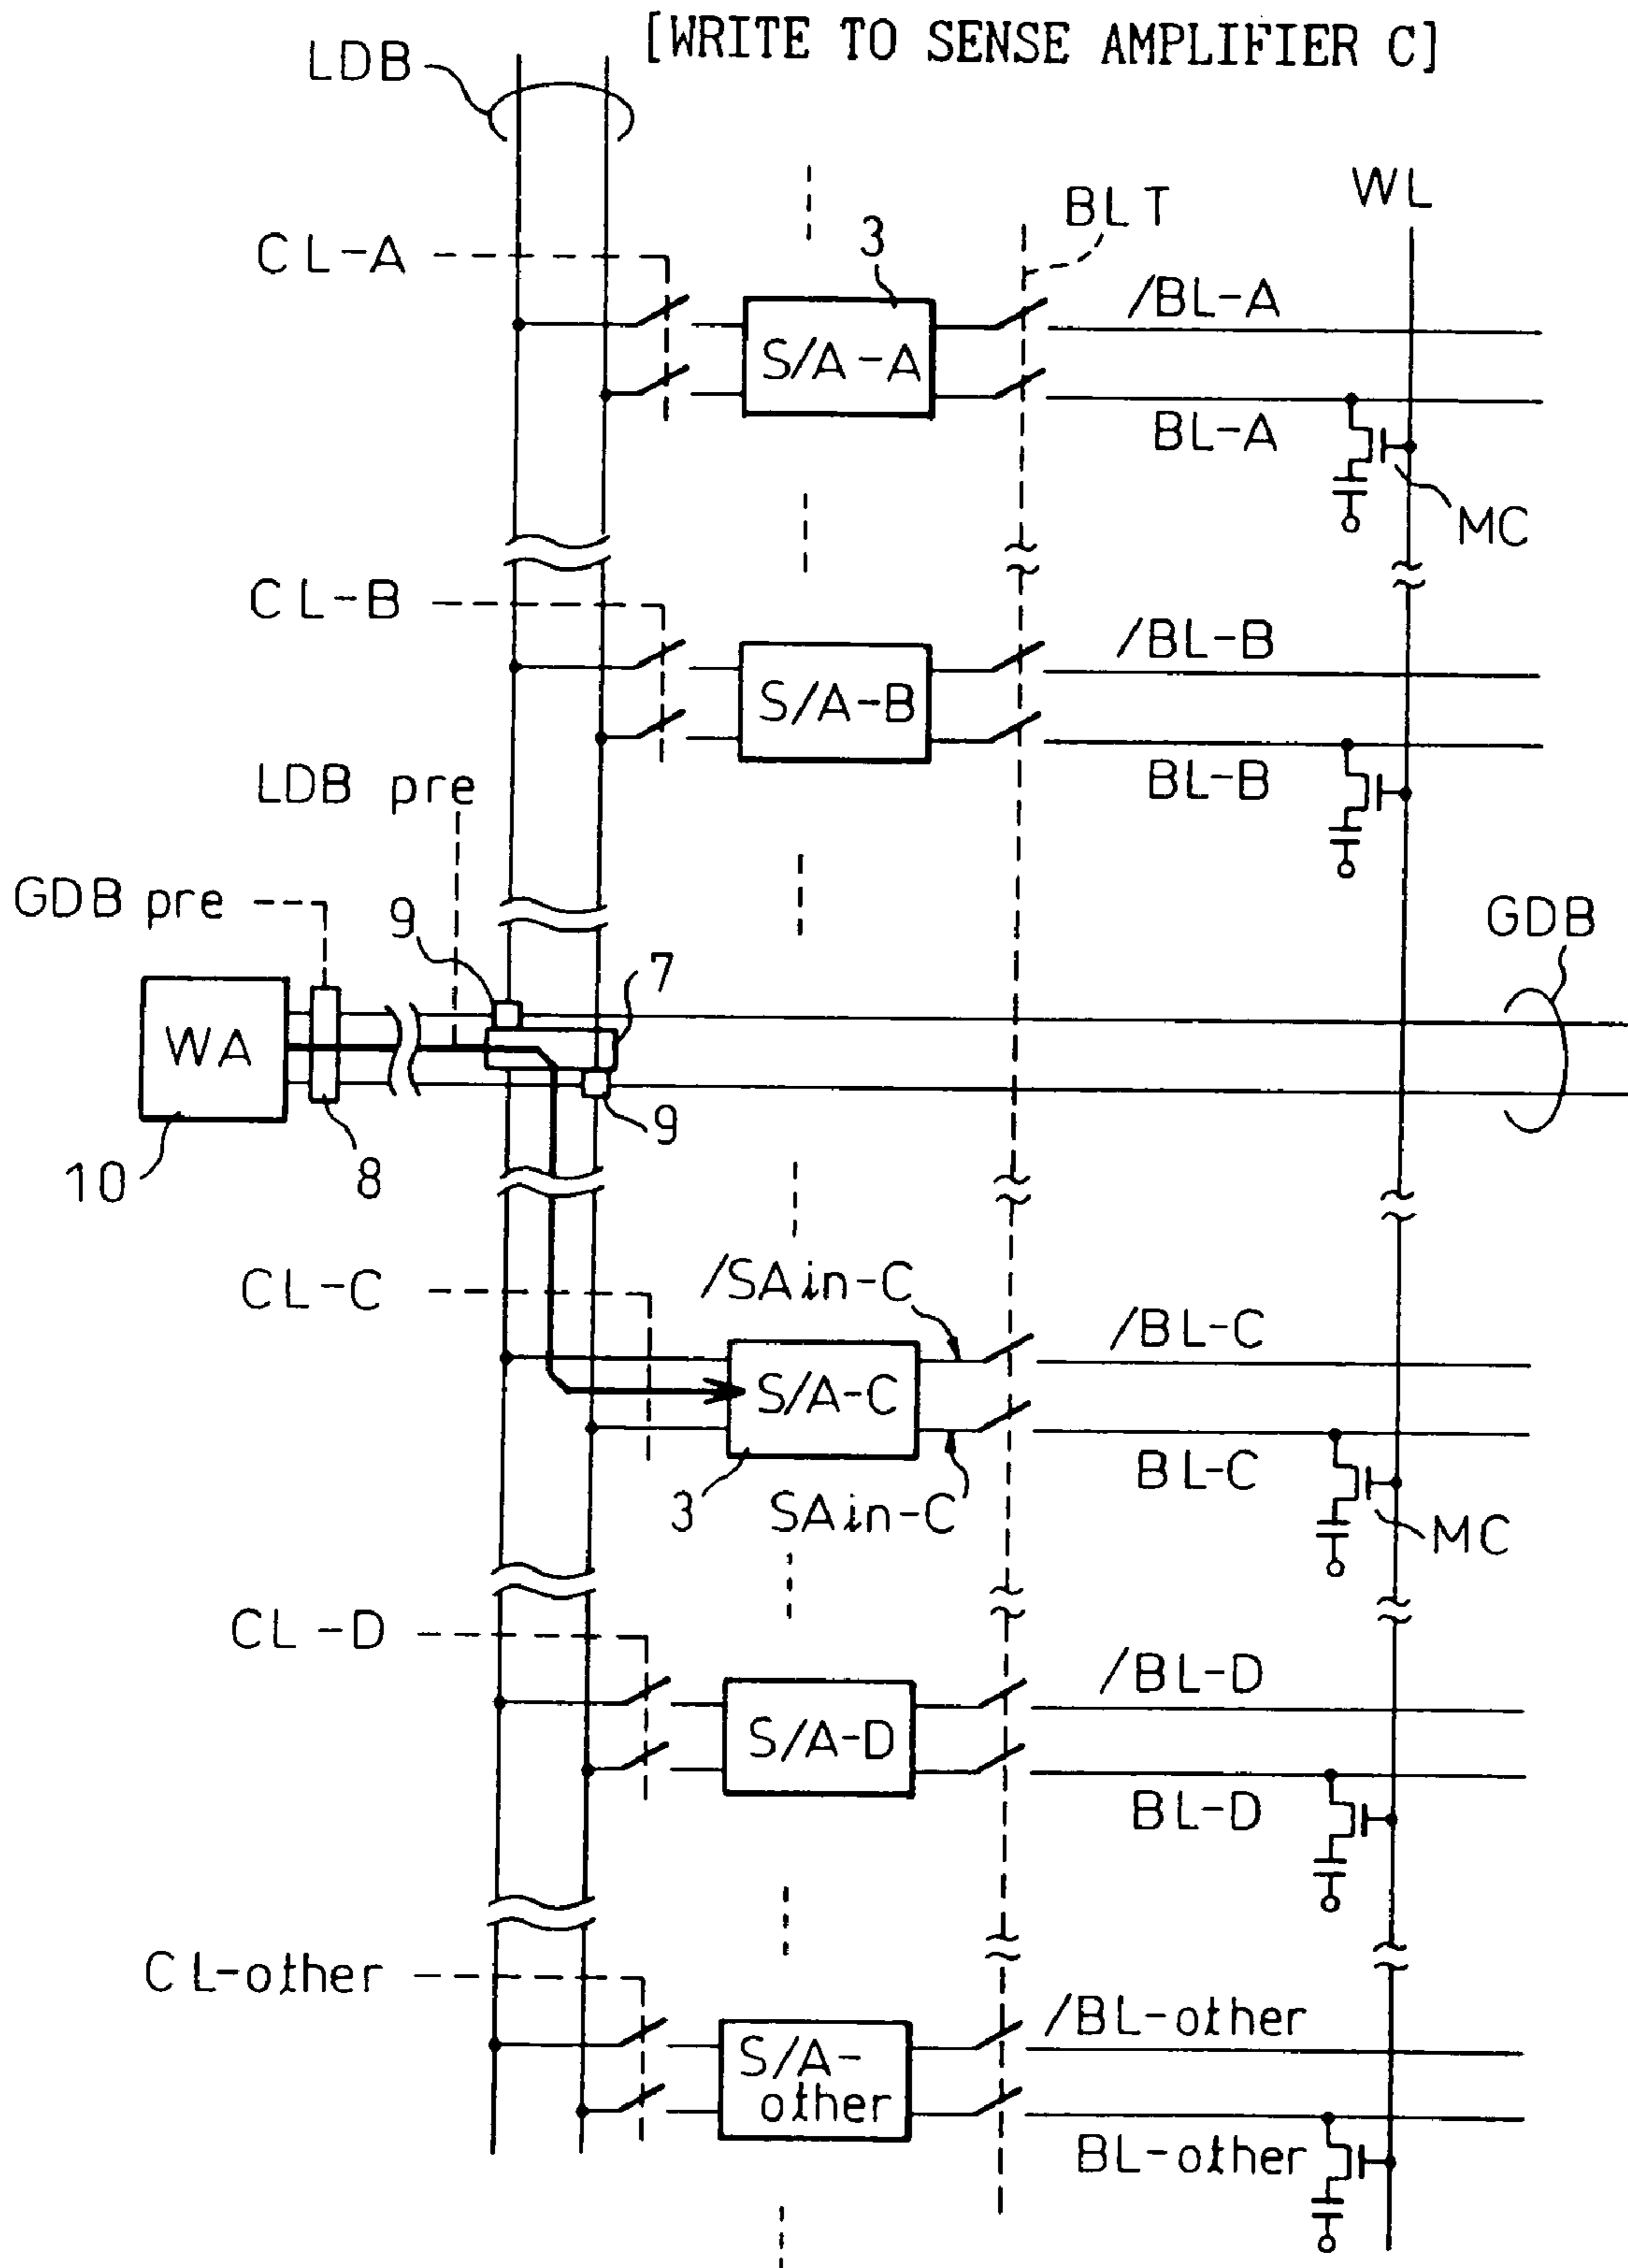 [WRITE TO SENSE AMPLIFIER C]
LDB
WL
BLT
CL-A
3
/BL-A
S/A-A
BL-A
MC
CL-B
/BL-B
S/A-B
BL-B
LDB pre
GDB pre
9
7
GDB
WA
9
10
8
CL-C
/SAin-C
/BL-C
S/A-C
BL-C
3
SAin-C
MC
CL-D
/BL-D
S/A-D
BL-D
CL-other
/BL-other
S/A-
other
BL-other